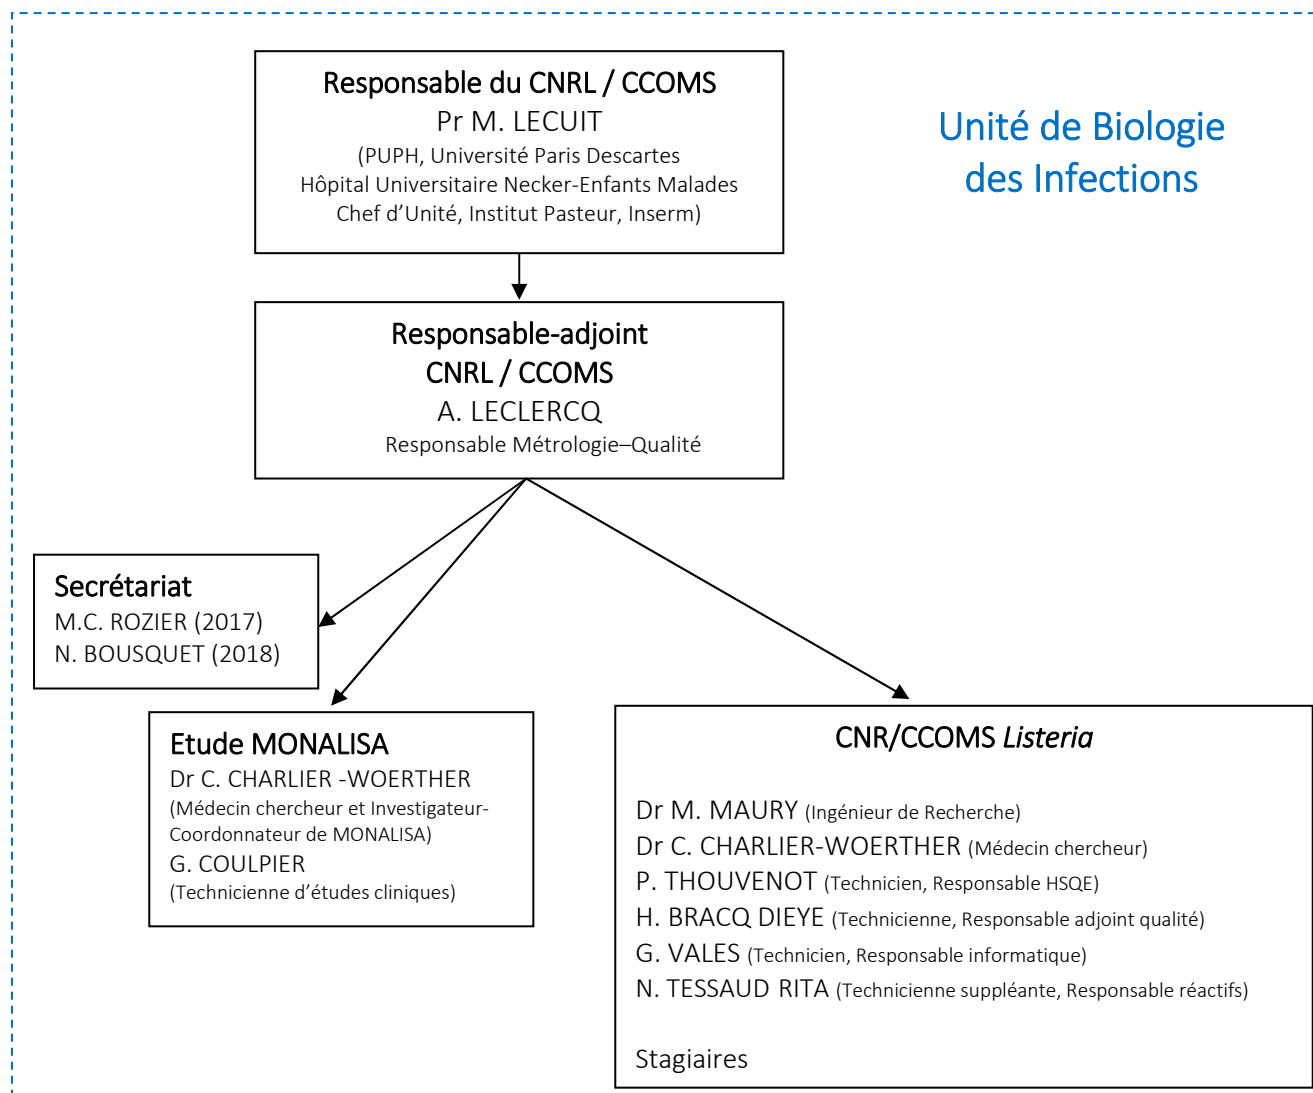 Responsable du CNRL / CCOMS
Pr M. LECUIT
(PUPH, Université Paris Descartes
Hôpital Universitaire Necker-Enfants Malades
Chef d’Unité, Institut Pasteur, Inserm)
Unité de Biologie
des Infections
Responsable-adjoint
CNRL / CCOMS
A. LECLERCQ
Responsable Métrologie–Qualité
Secrétariat
M.C. ROZIER (2017)
N. BOUSQUET (2018)
Etude MONALISA
Dr C. CHARLIER -WOERTHER
(Médecin chercheur et Investigateur-
Coordonnateur de MONALISA)
G. COULPIER
(Technicienne d’études cliniques)
CNR/CCOMS Listeria
Dr M. MAURY (Ingénieur de Recherche)
Dr C. CHARLIER-WOERTHER (Médecin chercheur)
P. THOUVENOT (Technicien, Responsable HSQE)
H. BRACQ DIEYE (Technicienne, Responsable adjoint qualité)
G. VALES (Technicien, Responsable informatique)
N. TESSAUD RITA (Technicienne suppléante, Responsable réactifs)
Stagiaires